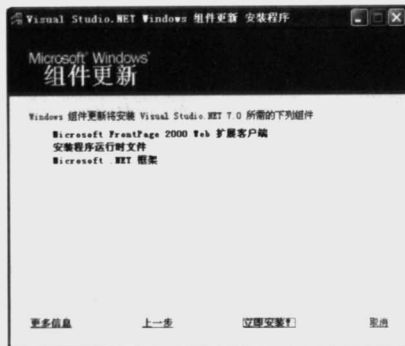 Visual Studio.NET Windows 组件更新 安装程序
Microsoft Windows
组件更新
Windows 组件更新将安装 Visual Studio.NET 7.0 所需的下列组件
Microsoft FrontPage 2000 Web 扩展客户端
安装程序运行时文件
Microsoft .NET 框架
更多信息
上一步
立即安装!
取消